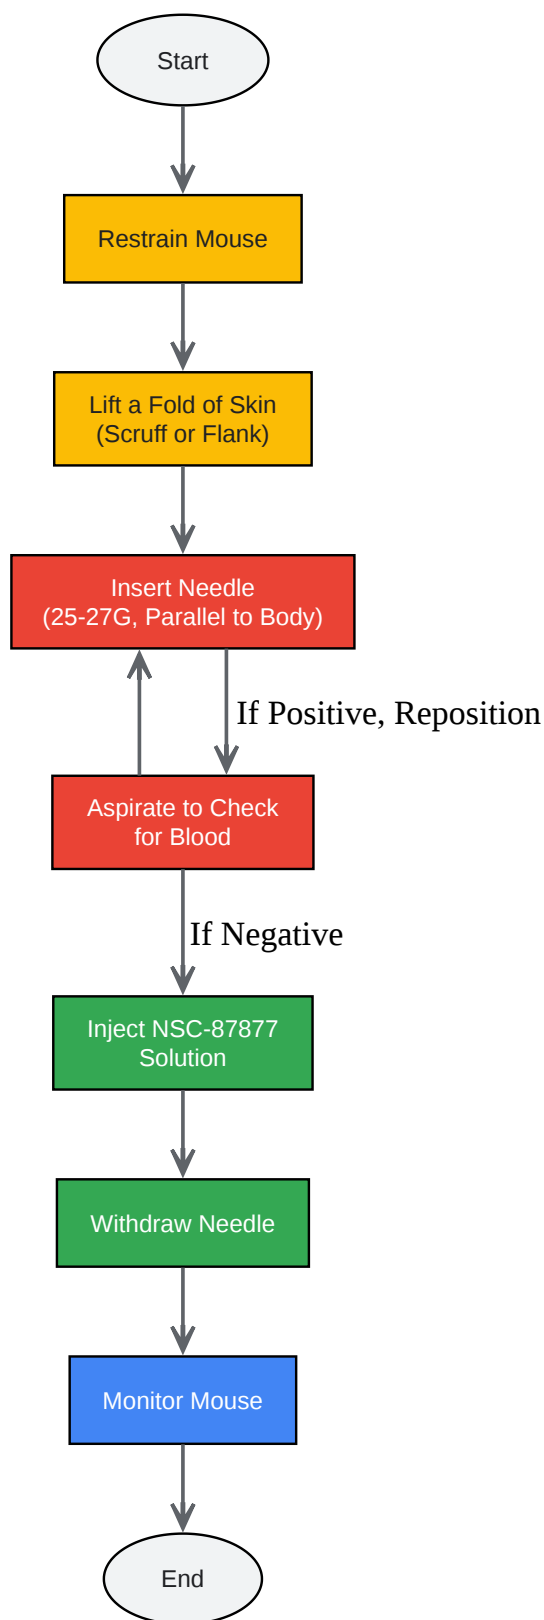 Start
Restrain Mouse
Lift a Fold of Skin
(Scruff or Flank)
Insert Needle
(25-27G, Parallel to Body)
If Positive, Reposition
Aspirate to Check
for Blood
If Negative
Inject NSC-87877
Solution
Withdraw Needle
Monitor Mouse
End